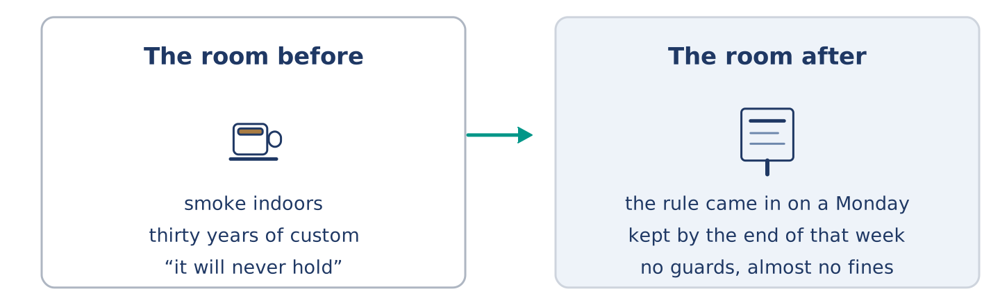 The room before
smoke indoors
thirty years of custom
“it will never hold”
The room after
the rule came in on a Monday
kept by the end of that week
no guards, almost no fines